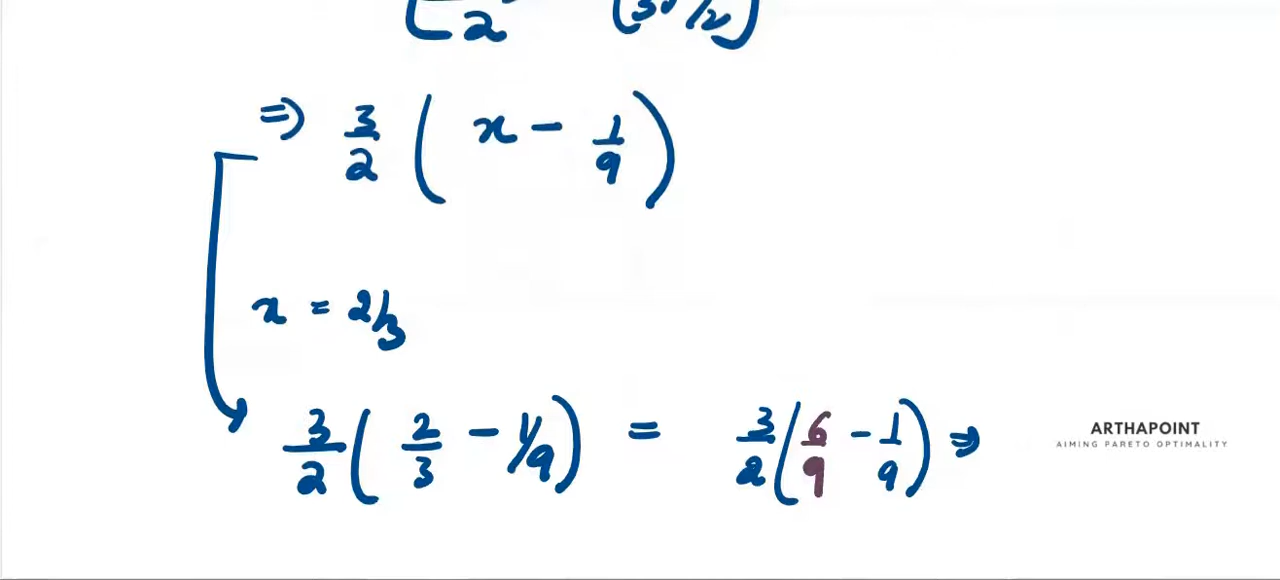 ⇒ 3/2 ( x - 1/9 )
x = 2/3
3/2 ( 2/3 - 1/9 ) = 3/2 ( 6/9 - 1/9 ) ⇒
ARTHAPOINT
AIMING PARETO OPTIMALITY